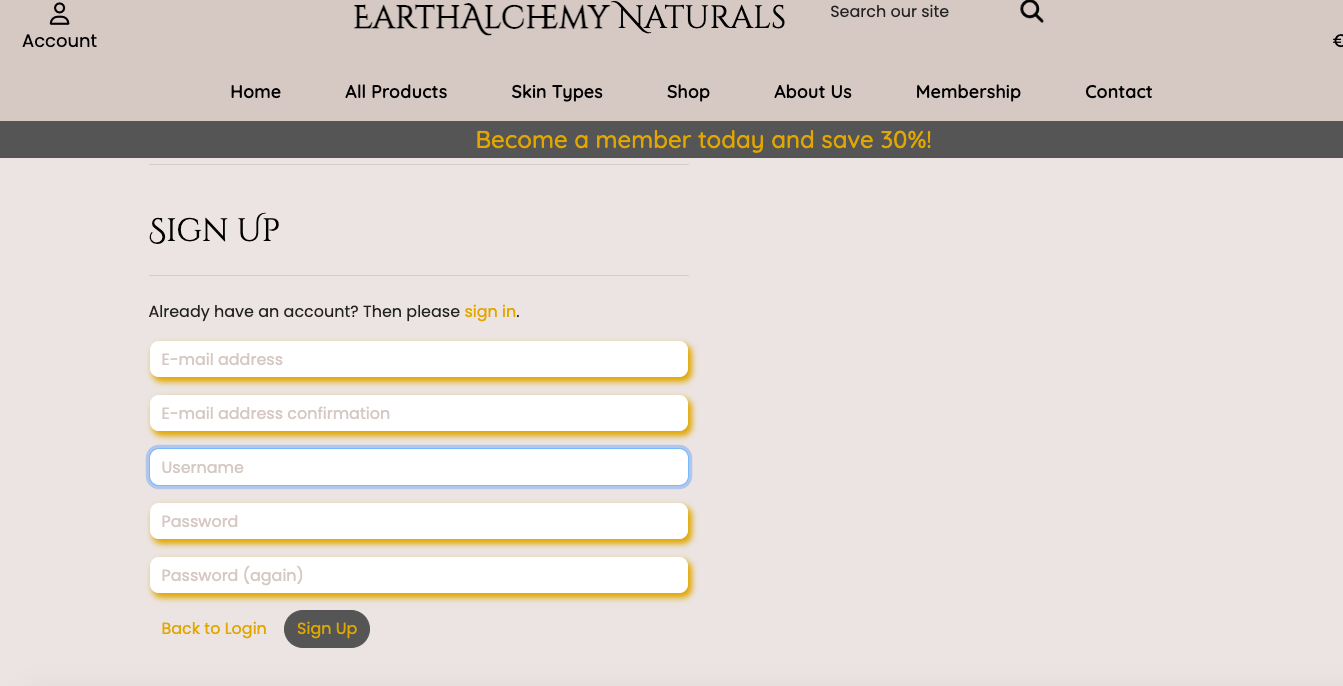 Account
EarthAlchemy Naturals
Search our site
€
Home All Products Skin Types Shop About Us Membership Contact
Become a member today and save 30%!
Sign Up
Already have an account? Then please sign in.
E-mail address
E-mail address confirmation
Username
Password
Password (again)
Back to Login Sign Up